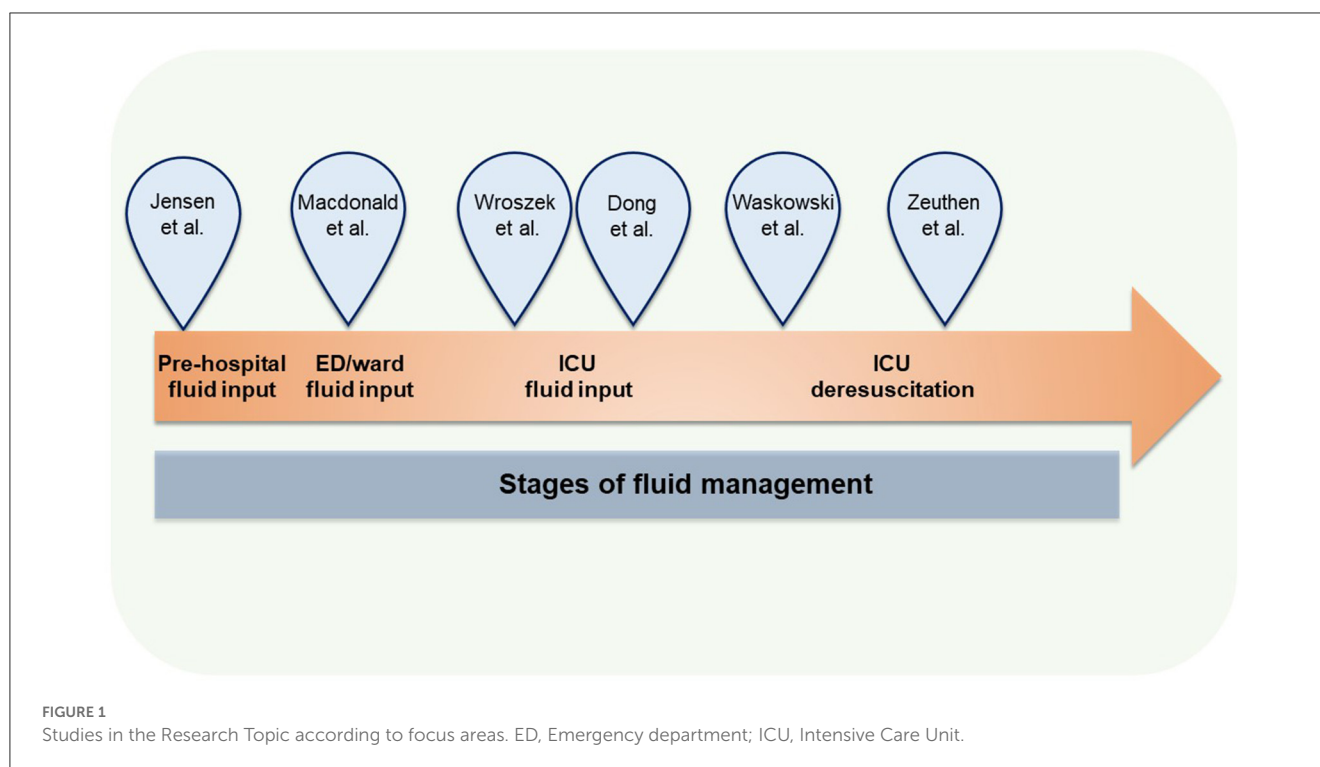 Jensen
et al.
Macdonald
et al.
Wroszek
et al.
Dong
et al.
Waskowski
et al.
Zeuthen
et al.
Pre-hospital
fluid input
ED/ward
fluid input
ICU
fluid input
ICU
deresuscitation
Stages of fluid management
FIGURE 1
Studies in the Research Topic according to focus areas. ED, Emergency department; ICU, Intensive Care Unit.